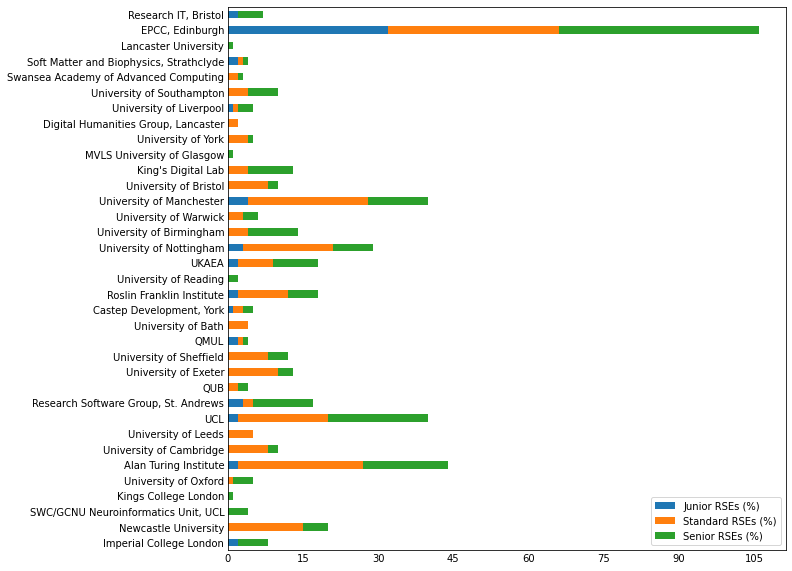 Research IT, Bristol
EPCC, Edinburgh
Lancaster University
Soft Matter and Biophysics, Strathclyde
Swansea Academy of Advanced Computing
University of Southampton
University of Liverpool
Digital Humanities Group, Lancaster
University of York
MVLS University of Glasgow
King's Digital Lab
University of Bristol
University of Manchester
University of Warwick
University of Birmingham
University of Nottingham
UKAEA
University of Reading
Roslin Franklin Institute
Castep Development, York
University of Bath
QMUL
University of Sheffield
University of Exeter
QUB
Research Software Group, St. Andrews
UCL
University of Leeds
University of Cambridge
Alan Turing Institute
University of Oxford
Kings College London
SWC/GCNU Neuroinformatics Unit, UCL
Newcastle University
Imperial College London
Junior RSEs (%)
Standard RSEs (%)
Senior RSEs (%)
0 15 30 45 60 75 90 105